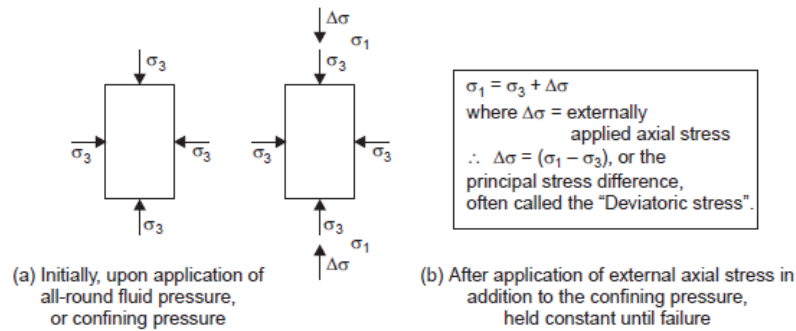 σ3
σ3
σ3
σ3
Δσ
σ1
σ3
σ3
σ3
σ3
σ1
Δσ
σ1 = σ3 + Δσ
where Δσ = externally
applied axial stress
∴ Δσ = (σ1 – σ3), or the
principal stress difference,
often called the “Deviatoric stress”.
(a) Initially, upon application of
all-round fluid pressure,
or confining pressure
(b) After application of external axial stress in
addition to the confining pressure,
held constant until failure